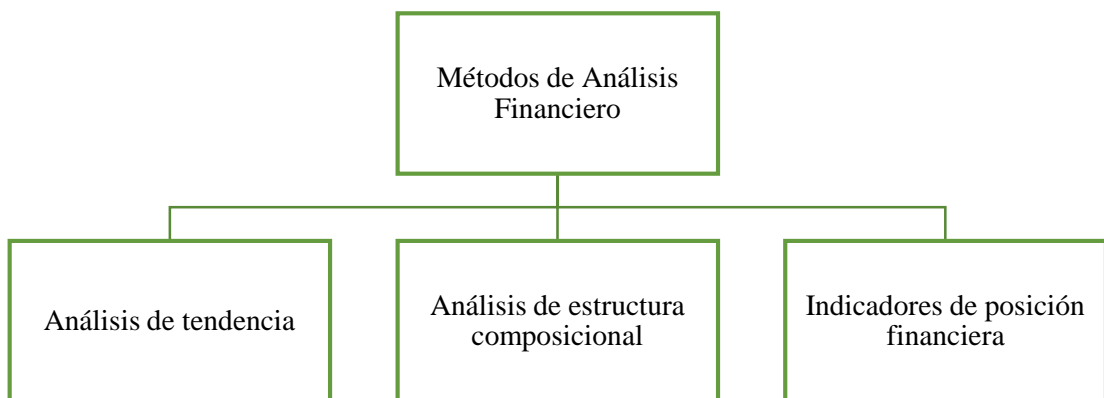 Métodos de Análisis
Financiero
Análisis de tendencia
Análisis de estructura
composicional
Indicadores de posición
financiera